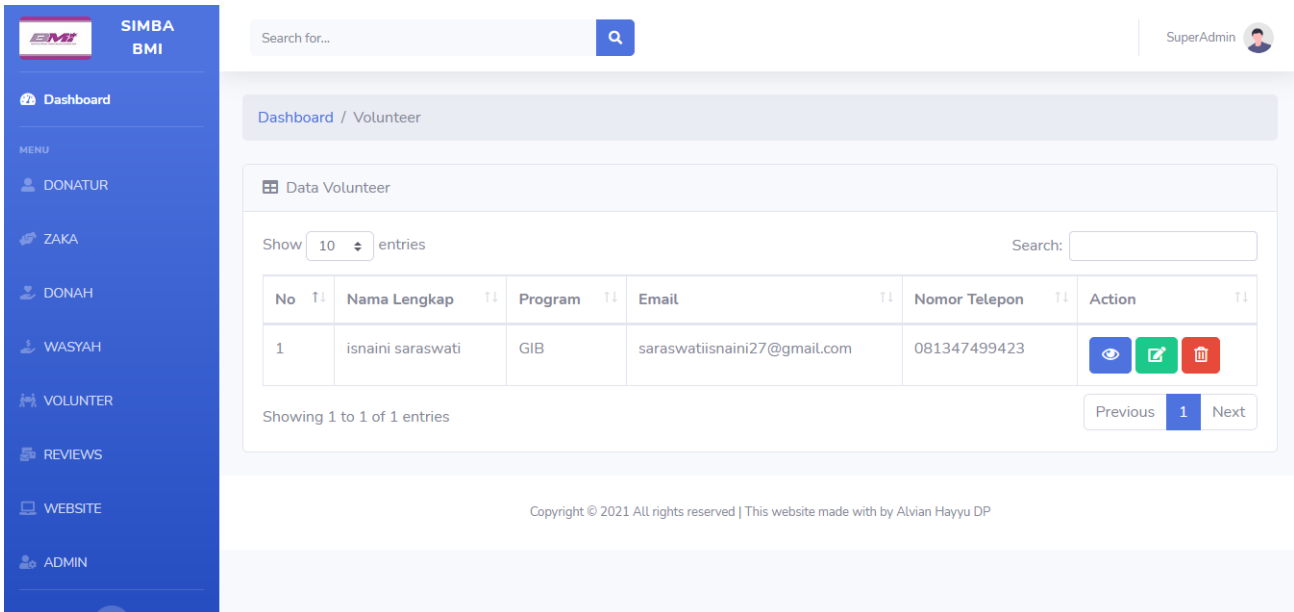 BMI
SIMBA
BMI
Search for...
SuperAdmin
Dashboard
MENU
DONATUR
ZAKA
DONAH
WASYAH
VOLUNTER
REVIEWS
WEBSITE
ADMIN
Dashboard / Volunteer
Data Volunteer
Show 10 entries Search:
No Nama Lengkap Program Email Nomor Telepon Action
1 isnaini saraswati GIB saraswatiisnaini27@gmail.com 081347499423
Showing 1 to 1 of 1 entries Previous 1 Next
Copyright © 2021 All rights reserved | This website made with by Alvian Hayyu DP